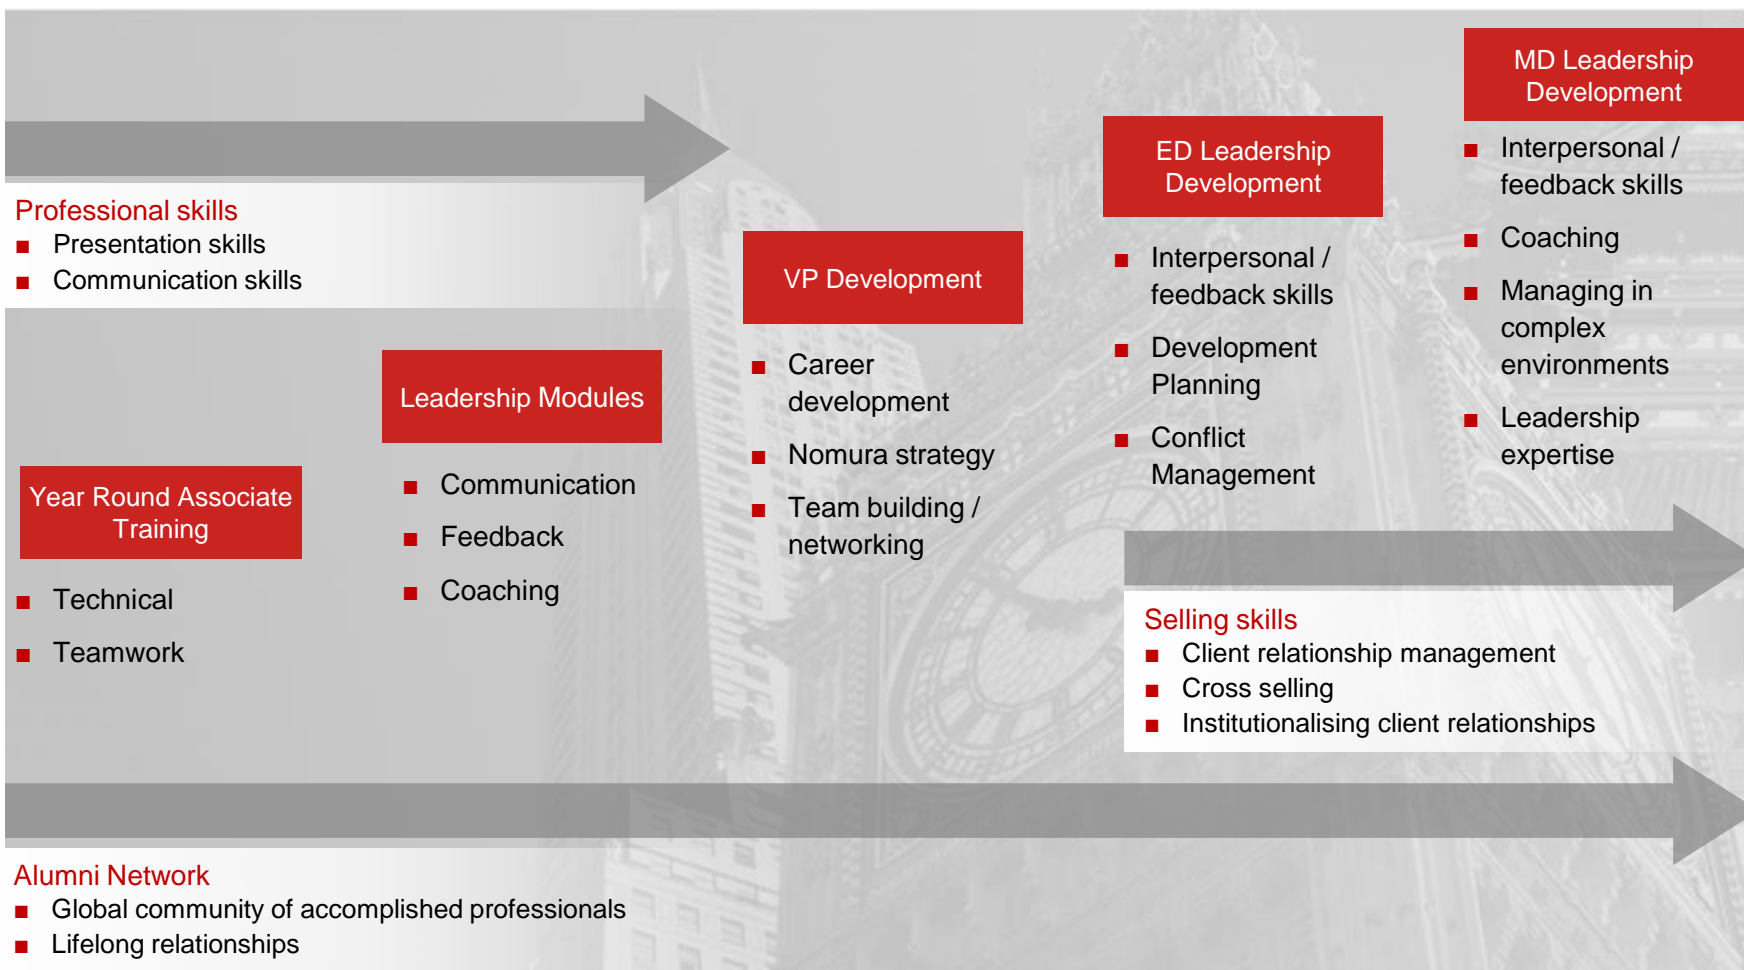 Professional skills
Presentation skills
Communication skills
Year Round Associate
Training
Technical
Teamwork
Leadership Modules
Communication
Feedback
Coaching
VP Development
Career
development
Nomura strategy
Team building /
networking
ED Leadership
Development
Interpersonal /
feedback skills
Development
Planning
Conflict
Management
MD Leadership
Development
Interpersonal /
feedback skills
Coaching
Managing in
complex
environments
Leadership
expertise
Selling skills
Client relationship management
Cross selling
Institutionalising client relationships
Alumni Network
Global community of accomplished professionals
Lifelong relationships